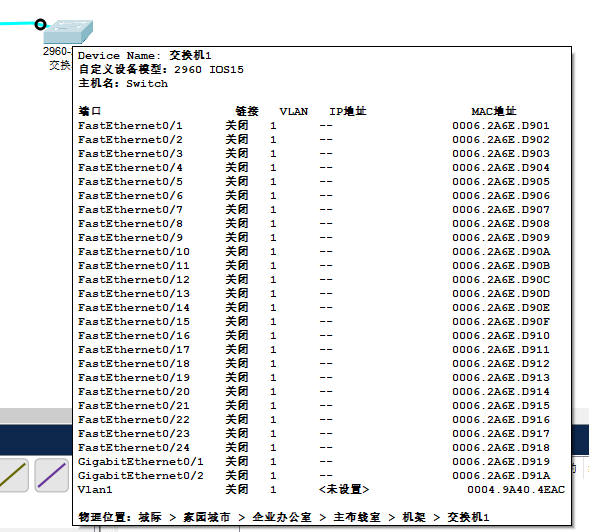 2960-
交换
Device Name: 交换机1
自定义设备模型: 2960 IOS15
主机名: Switch
端口 链接 VLAN IP地址 MAC地址
FastEthernet0/1 关闭 1 -- 0006.2A6E.D901
FastEthernet0/2 关闭 1 -- 0006.2A6E.D902
FastEthernet0/3 关闭 1 -- 0006.2A6E.D903
FastEthernet0/4 关闭 1 -- 0006.2A6E.D904
FastEthernet0/5 关闭 1 -- 0006.2A6E.D905
FastEthernet0/6 关闭 1 -- 0006.2A6E.D906
FastEthernet0/7 关闭 1 -- 0006.2A6E.D907
FastEthernet0/8 关闭 1 -- 0006.2A6E.D908
FastEthernet0/9 关闭 1 -- 0006.2A6E.D909
FastEthernet0/10 关闭 1 -- 0006.2A6E.D90A
FastEthernet0/11 关闭 1 -- 0006.2A6E.D90B
FastEthernet0/12 关闭 1 -- 0006.2A6E.D90C
FastEthernet0/13 关闭 1 -- 0006.2A6E.D90D
FastEthernet0/14 关闭 1 -- 0006.2A6E.D90E
FastEthernet0/15 关闭 1 -- 0006.2A6E.D90F
FastEthernet0/16 关闭 1 -- 0006.2A6E.D910
FastEthernet0/17 关闭 1 -- 0006.2A6E.D911
FastEthernet0/18 关闭 1 -- 0006.2A6E.D912
FastEthernet0/19 关闭 1 -- 0006.2A6E.D913
FastEthernet0/20 关闭 1 -- 0006.2A6E.D914
FastEthernet0/21 关闭 1 -- 0006.2A6E.D915
FastEthernet0/22 关闭 1 -- 0006.2A6E.D916
FastEthernet0/23 关闭 1 -- 0006.2A6E.D917
FastEthernet0/24 关闭 1 -- 0006.2A6E.D918
GigabitEthernet0/1 关闭 1 -- 0006.2A6E.D919
GigabitEthernet0/2 关闭 1 -- 0006.2A6E.D91A
Vlan1 关闭 1 <未设置> 0004.9A40.4EAC
物理位置: 城际 > 家园城市 > 企业办公室 > 主布线室 > 机架 > 交换机1